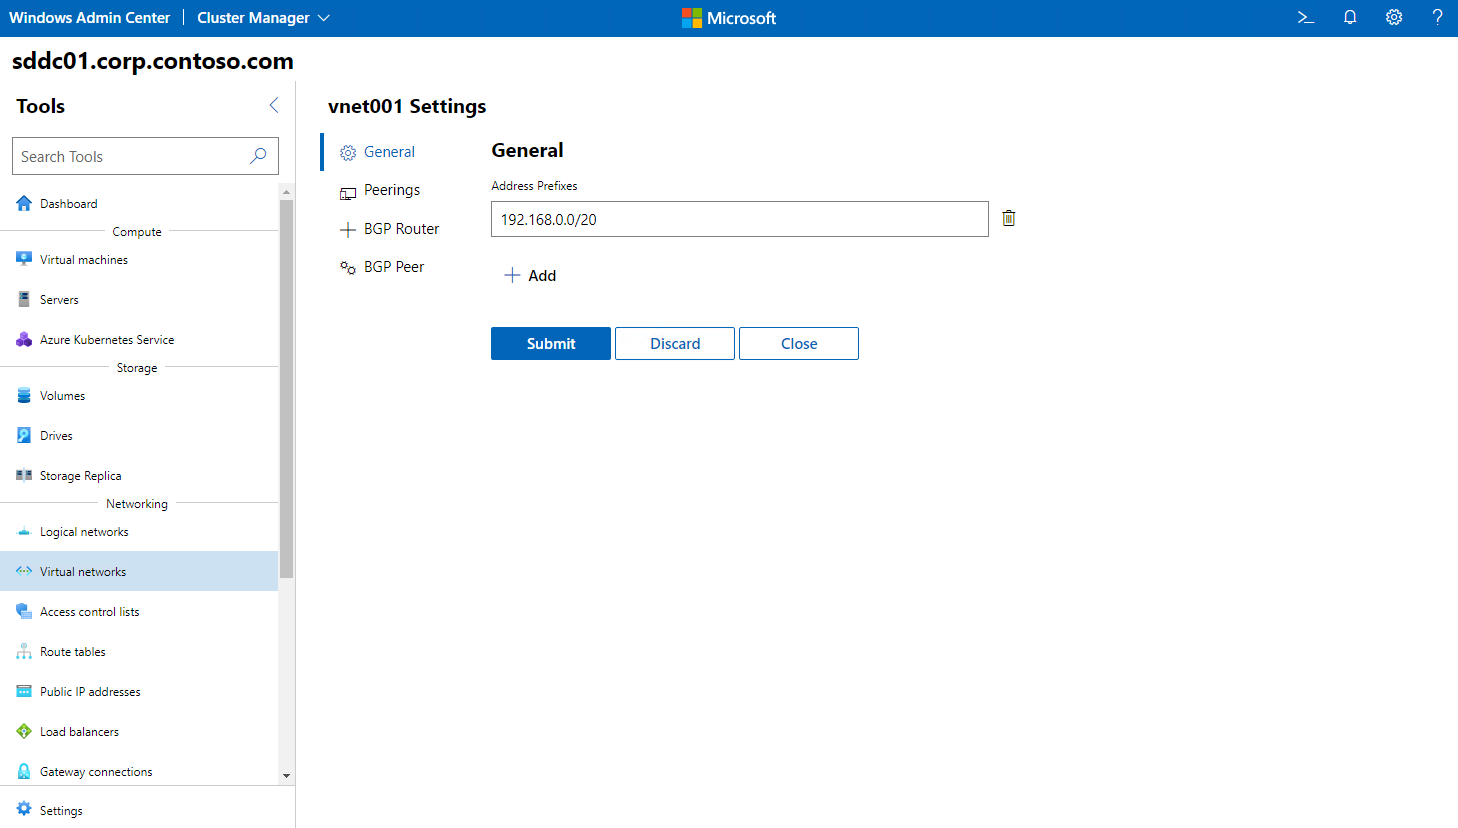 Windows Admin Center
Cluster Manager
Microsoft
sddc01.corp.contoso.com
Tools
Search Tools
Dashboard
Compute
Virtual machines
Servers
Azure Kubernetes Service
Storage
Volumes
Drives
Storage Replica
Networking
Logical networks
Virtual networks
Access control lists
Route tables
Public IP addresses
Load balancers
Gateway connections
Settings
vnet001 Settings
General
Peerings
BGP Router
BGP Peer
General
Address Prefixes
192.168.0.0/20
Add
Submit
Discard
Close